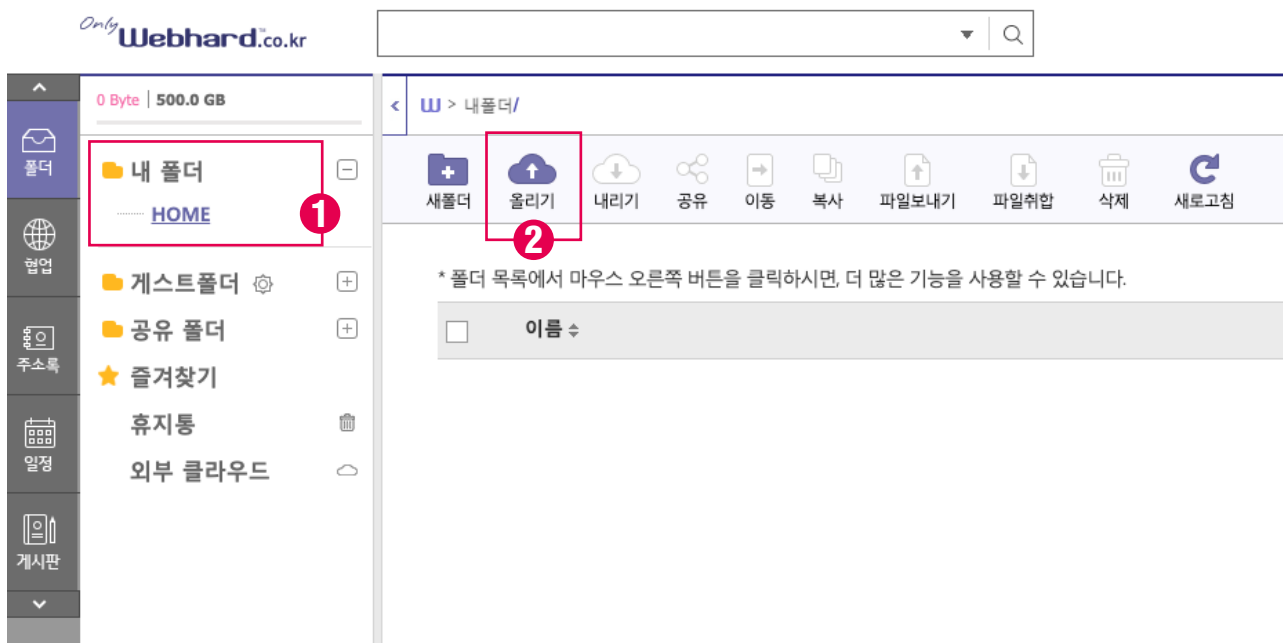 Only Webhard.co.kr
0 Byte | 500.0 GB
폴더
협업
주소록
일정
게시판
내 폴더
HOME
1
게스트폴더
공유 폴더
즐겨찾기
휴지통
외부 클라우드
W > 내폴더/
새폴더 올리기 내리기 공유 이동 복사 파일보내기 파일취합 삭제 새로고침
2
* 폴더 목록에서 마우스 오른쪽 버튼을 클릭하시면, 더 많은 기능을 사용할 수 있습니다.
이름